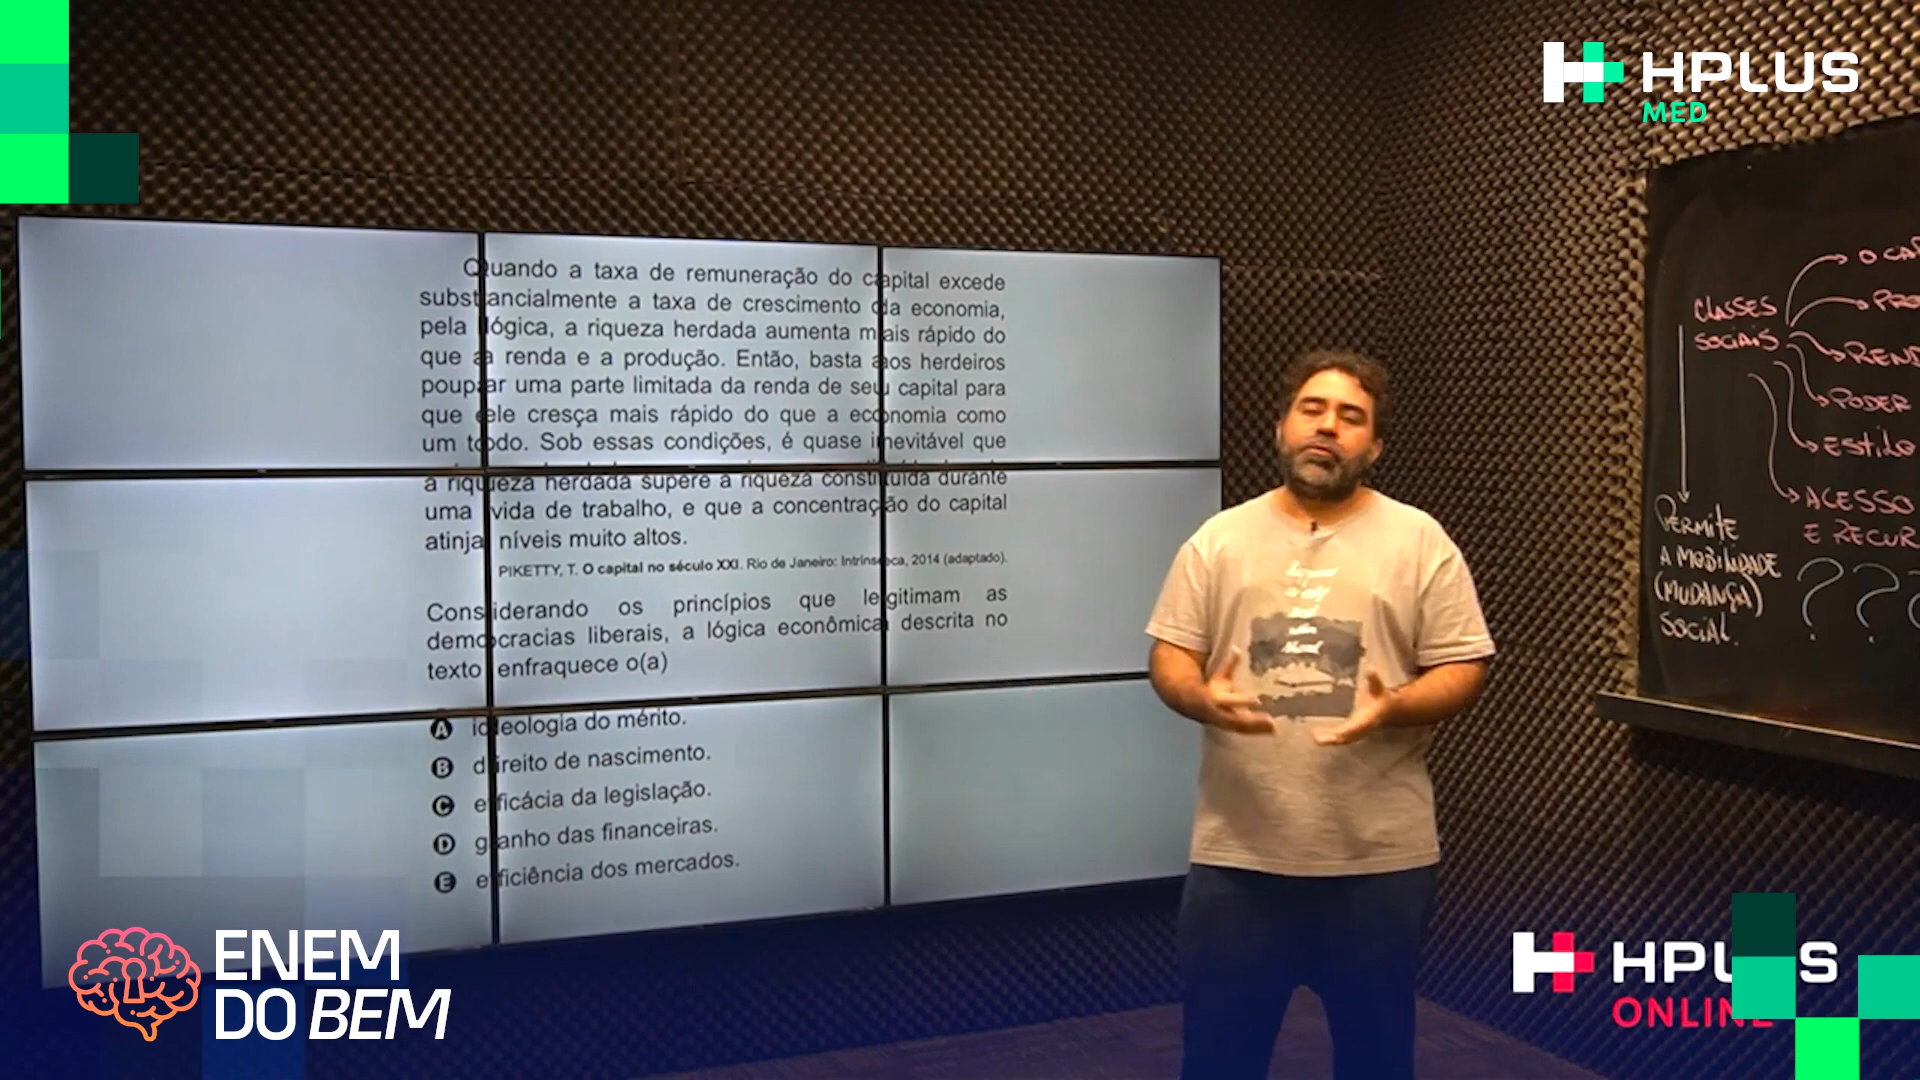 HPLUS
MED
Quando a taxa de remuneração do capital excede
substancialmente a taxa de crescimento da economia,
pela lógica, a riqueza herdada aumenta mais rápido do
que a renda e a produção. Então, basta aos herdeiros
poupar uma parte limitada da renda de seu capital para
que ele cresça mais rápido do que a economia como
um todo. Sob essas condições, é quase inevitável que
a riqueza herdada supere a riqueza constituída durante
uma vida de trabalho, e que a concentração do capital
atinja níveis muito altos.
PIKETTY, T. O capital no século XXI. Rio de Janeiro: Intrínseca, 2014 (adaptado).
Considerando os princípios que legitimam as
democracias liberais, a lógica econômica descrita no
texto enfraquece o(a)
A ideologia do mérito.
B direito de nascimento.
C eficácia da legislação.
D ganho das financeiras.
E eficiência dos mercados.
CLASSES
SOCIAIS
PODER
ESTILO
ACESSO
E RECUR
PERMITE
A MOBILIDADE
(MUDANÇA)
SOCIAL.
? ?
ENEM
DO BEM
HPLUS
ONLINE